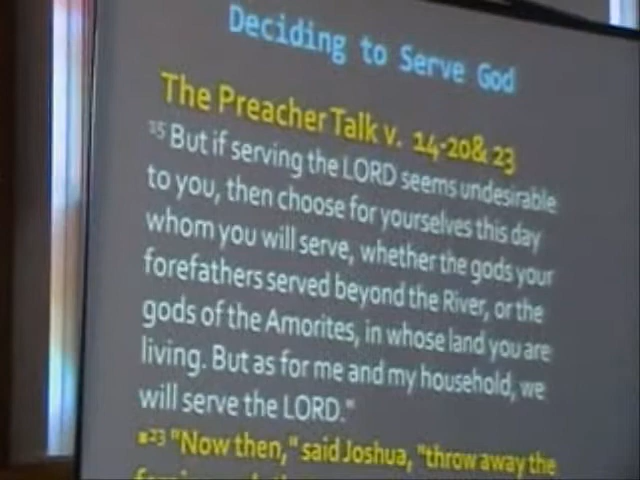 Deciding to Serve God
The Preacher Talk v. 14-20& 23
15 But if serving the LORD seems undesirable
to you, then choose for yourselves this day
whom you will serve, whether the gods your
forefathers served beyond the River, or the
gods of the Amorites, in whose land you are
living. But as for me and my household, we
will serve the LORD."
▪23 "Now then," said Joshua, "throw away the